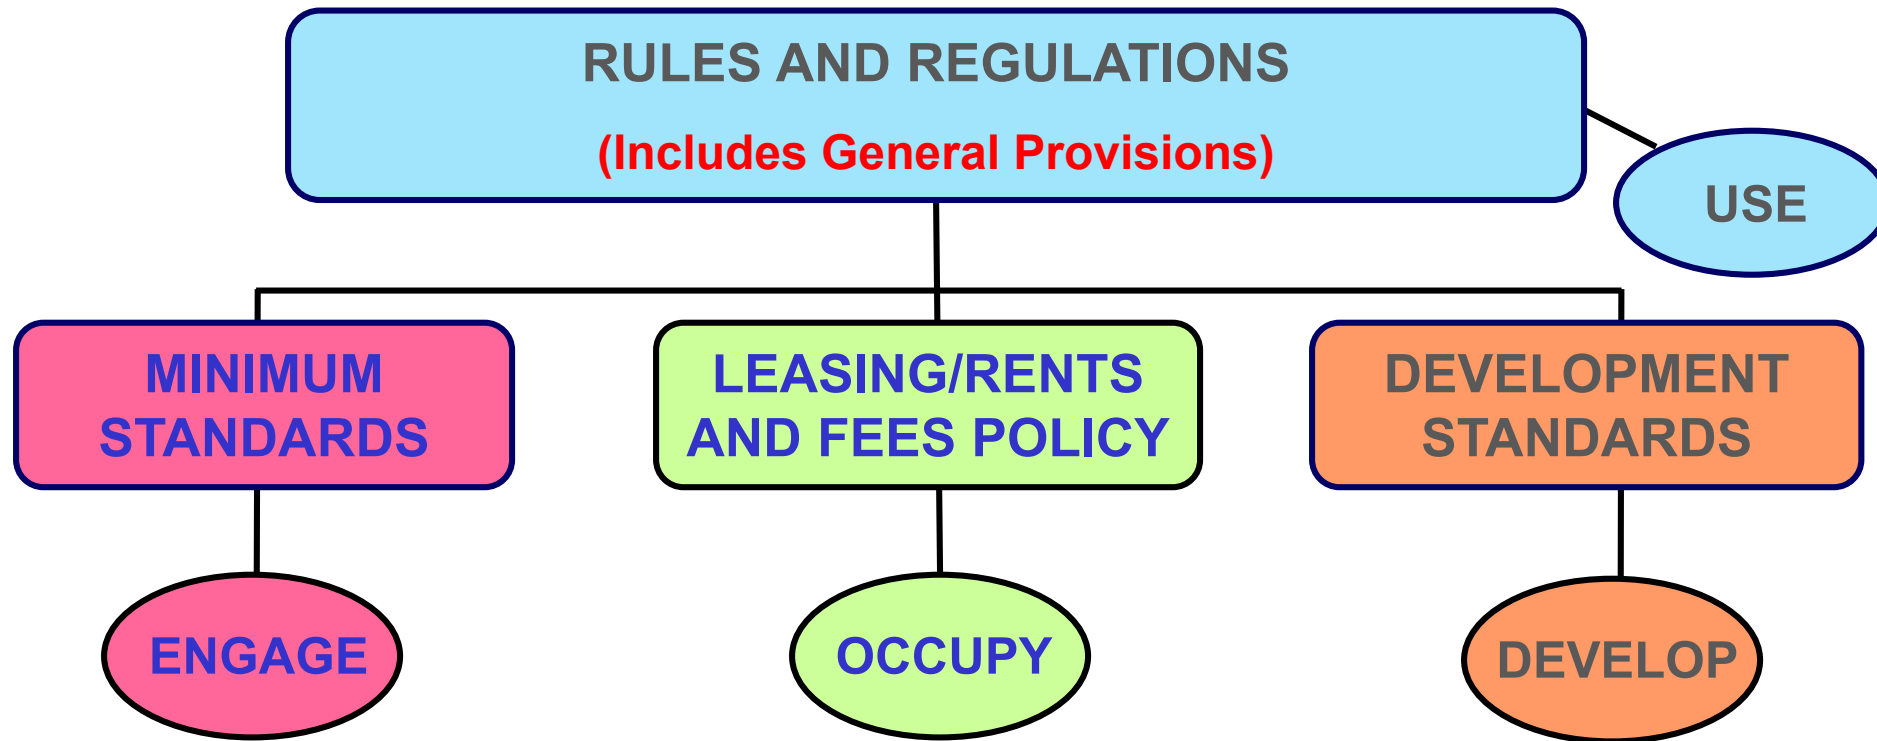 RULES AND REGULATIONS
(Includes General Provisions)
USE
MINIMUM
STANDARDS
LEASING/RENTS
AND FEES POLICY
DEVELOPMENT
STANDARDS
ENGAGE
OCCUPY
DEVELOP